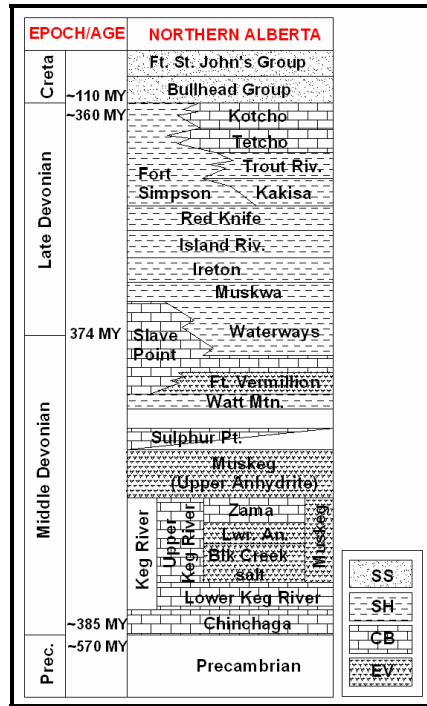 EPOCH/AGE
NORTHERN ALBERTA
Creta
Ft. St. John's Group
Bullhead Group
~110 MY
~360 MY
Late Devonian
Kotcho
Tetcho
Trout Riv.
Fort
Simpson
Kakisa
Red Knife
Island Riv.
Ireton
Muskwa
374 MY
Slave
Point
Waterways
Ft. Vermillion
Watt Mtn.
Middle Devonian
Sulphur Pt.
Muskeg
(Upper Anhydrite)
Keg River
Upper
Keg River
Zama
Lwr. An.
Blk Creek
salt
Muskeg
Lower Keg River
~385 MY
Chinchaga
~570 MY
Prec.
Precambrian
SS
SH
CB
EV